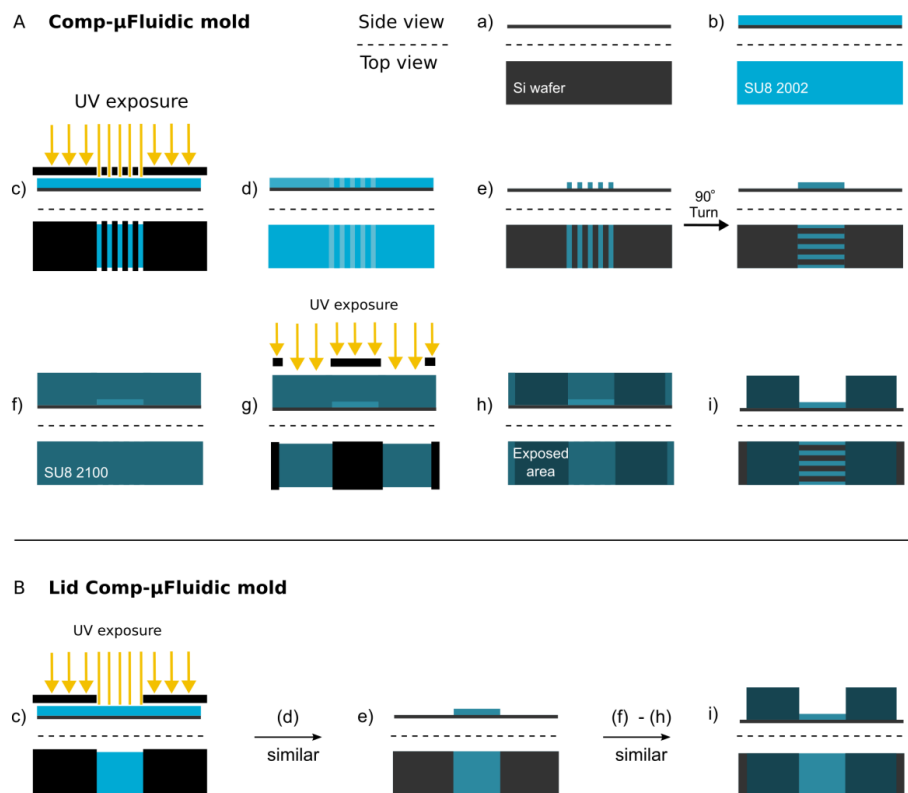 A Comp-µFluidic mold
Side view
Top view
a)
Si wafer
b)
SU8 2002
UV exposure
c)
d)
e)
90°
Turn
f)
SU8 2100
UV exposure
g)
h)
Exposed
area
i)
B Lid Comp-µFluidic mold
UV exposure
c)
(d)
similar
e)
(f) - (h)
similar
i)